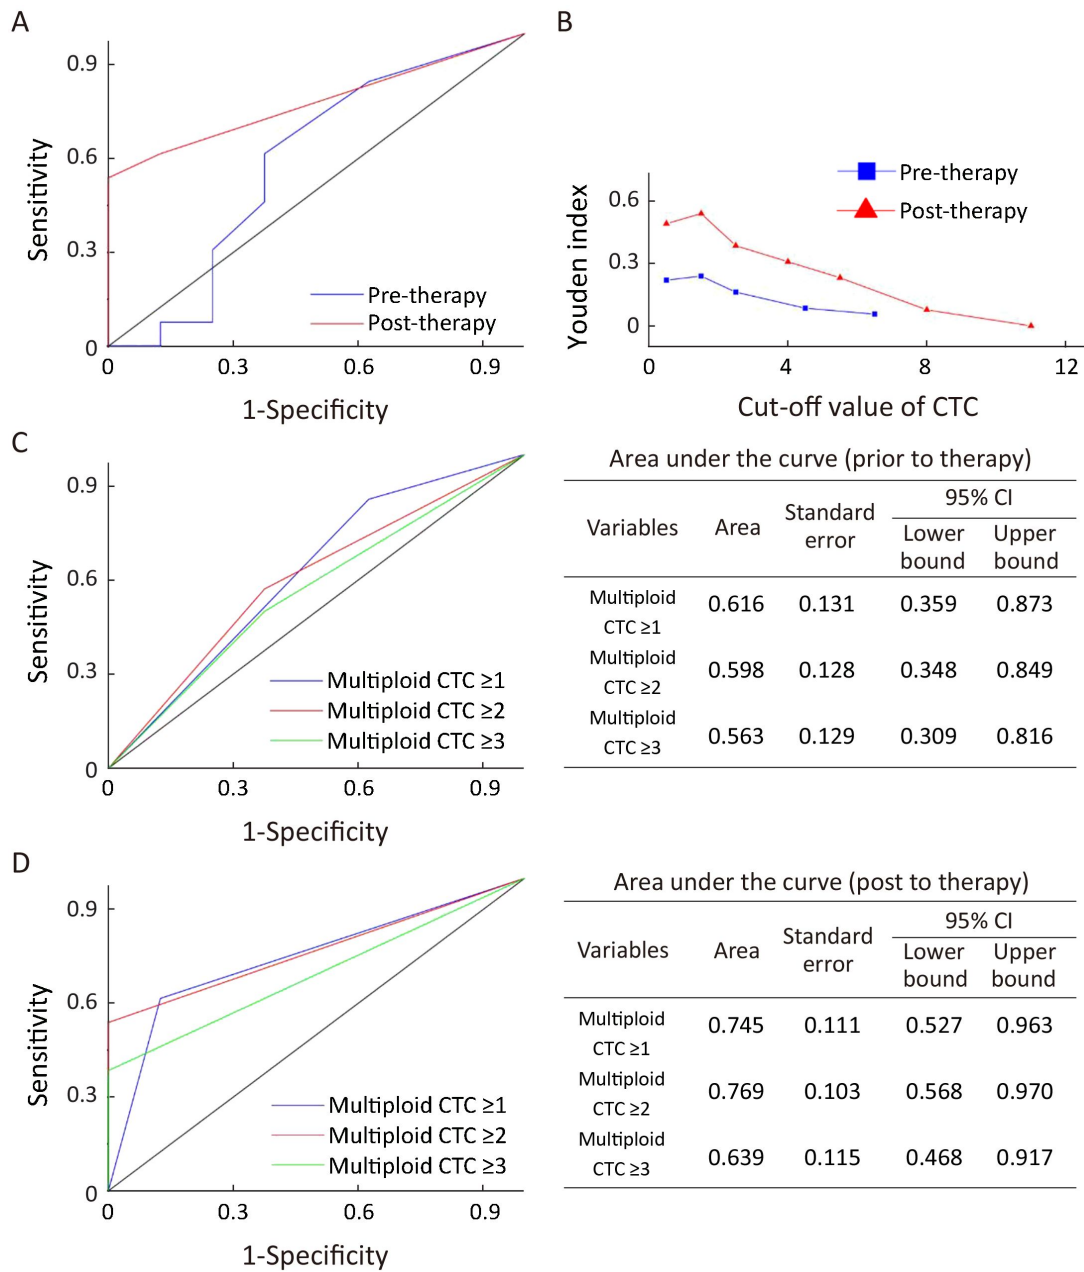 A
0.9
0.6
0.3
0
Sensitivity
Pre-therapy
Post-therapy
0 0.3 0.6 0.9
1-Specificity
B
Pre-therapy
Post-therapy
0.6
0.3
0
Youden index
0 4 8 12
Cut-off value of CTC
C
0.9
0.6
0.3
0
Sensitivity
Multiploid CTC ≥1
Multiploid CTC ≥2
Multiploid CTC ≥3
0 0.3 0.6 0.9
1-Specificity
Area under the curve (prior to therapy)
Variables Area Standard error 95% CI
Lower bound Upper bound
Multiploid CTC ≥1 0.616 0.131 0.359 0.873
Multiploid CTC ≥2 0.598 0.128 0.348 0.849
Multiploid CTC ≥3 0.563 0.129 0.309 0.816
D
0.9
0.6
0.3
0
Sensitivity
Multiploid CTC ≥1
Multiploid CTC ≥2
Multiploid CTC ≥3
0 0.3 0.6 0.9
1-Specificity
Area under the curve (post to therapy)
Variables Area Standard error 95% CI
Lower bound Upper bound
Multiploid CTC ≥1 0.745 0.111 0.527 0.963
Multiploid CTC ≥2 0.769 0.103 0.568 0.970
Multiploid CTC ≥3 0.639 0.115 0.468 0.917